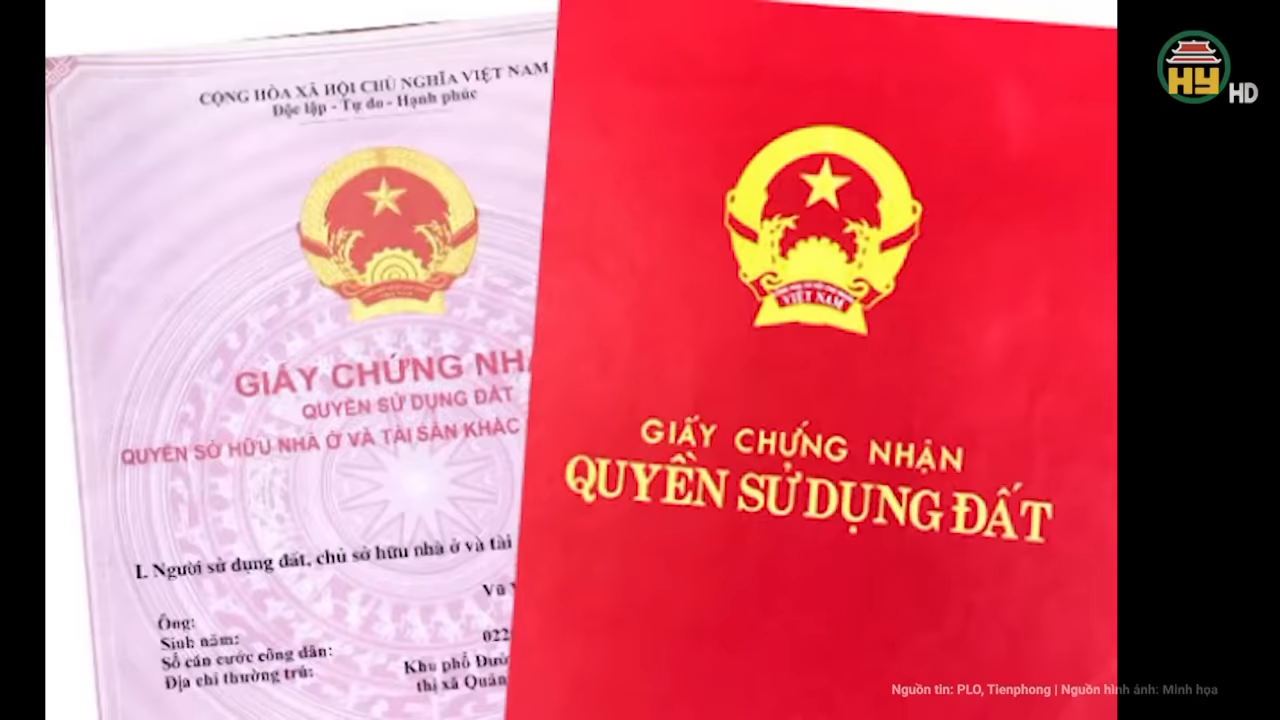 HY HD
CỘNG HÒA XÃ HỘI CHỦ NGHĨA VIỆT NAM
Độc lập - Tự do - Hạnh phúc
GIẤY CHỨNG NHẬ
QUYỀN SỬ DỤNG ĐẤT
QUYỀN SỞ HỮU NHÀ Ở VÀ TÀI SẢN KHÁC
I. Người sử dụng đất, chủ sở hữu nhà ở và tài
Vũ
Ông:
Sinh năm:
Số căn cước công dân: 022
Địa chỉ thường trú: Khu phố
thị xã Quản
VIỆT NAM
GIẤY CHỨNG NHẬN
QUYỀN SỬ DỤNG ĐẤT
Nguồn tin: PLO, Tienphong | Nguồn hình ảnh: Minh họa